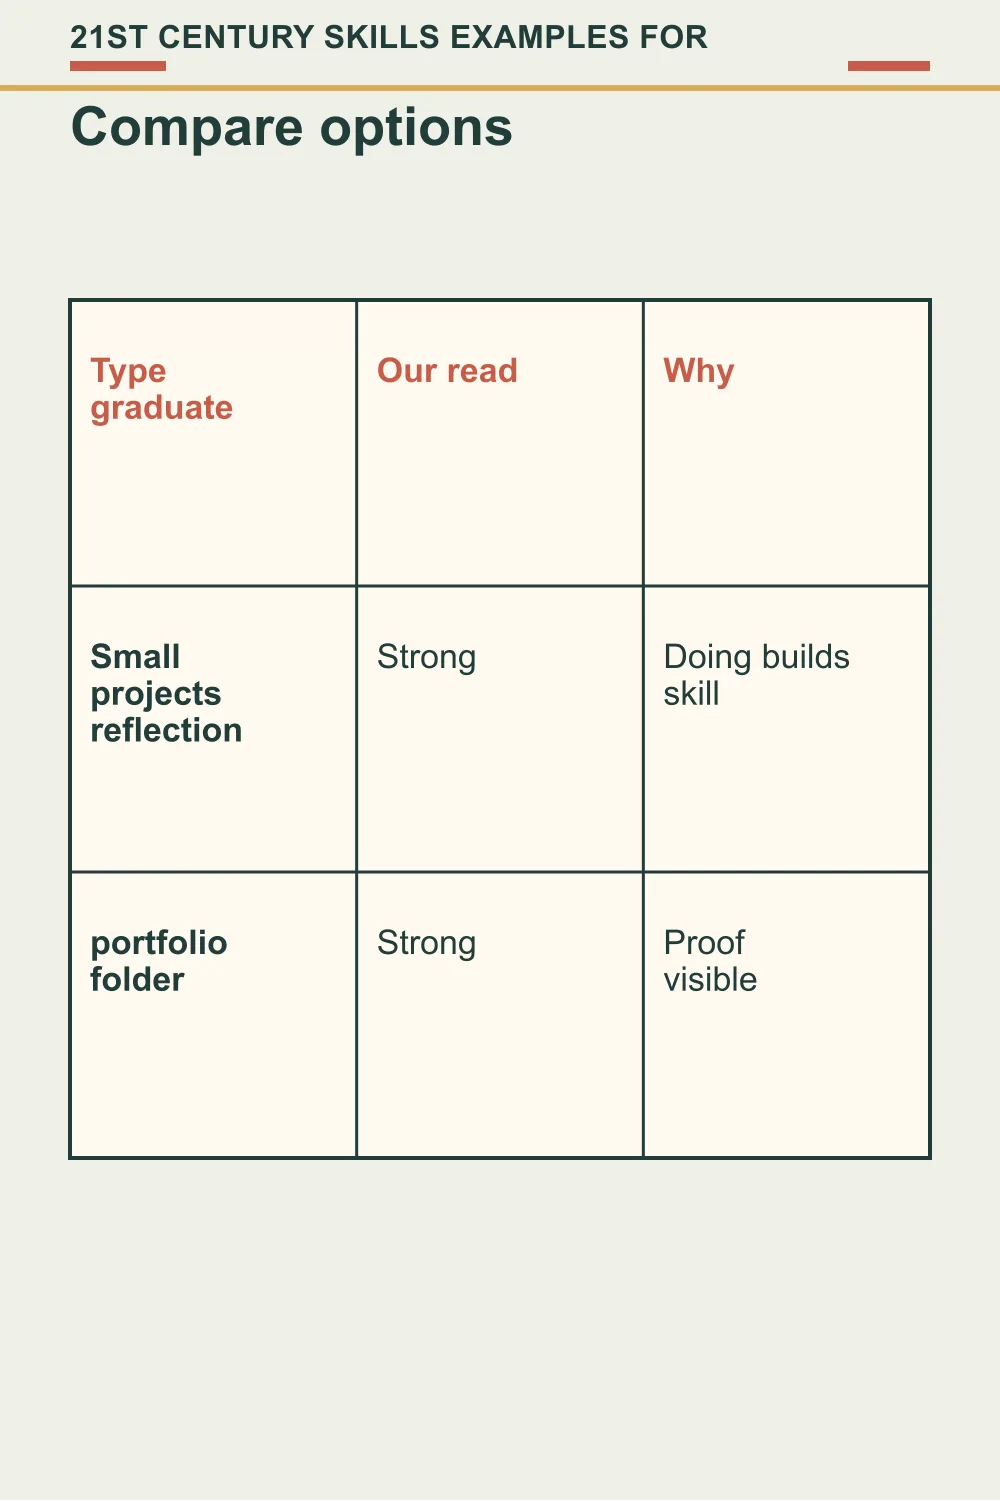 21ST CENTURY SKILLS EXAMPLES FOR
Compare options
Type
graduate
Our read
Why
Small
projects
reflection
Strong
Doing builds
skill
portfolio
folder
Strong
Proof
visible